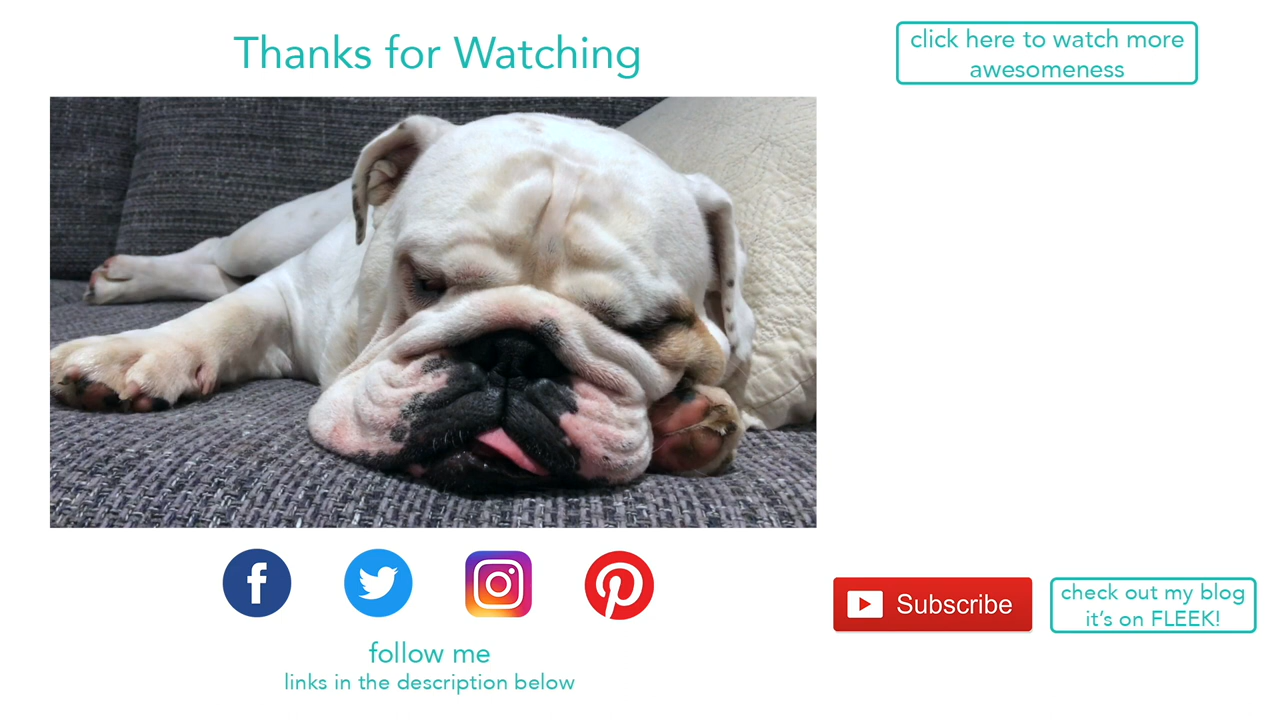 Thanks for Watching
click here to watch more
awesomeness
Subscribe
check out my blog
it's on FLEEK!
follow me
links in the description below